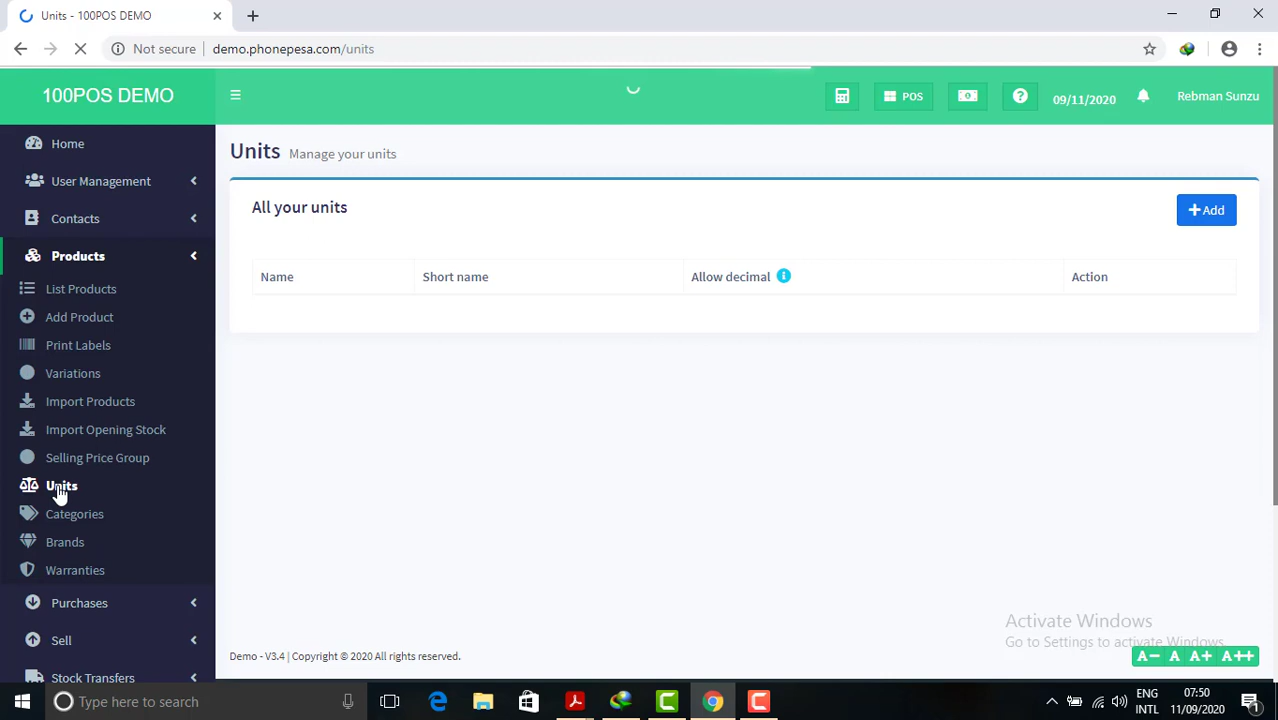 Units - 100POS DEMO
Not secure
demo.phonepesa.com/units
100POS DEMO
POS
09/11/2020
Rebman Sunzu
Home
User Management
Contacts
Products
List Products
Add Product
Print Labels
Variations
Import Products
Import Opening Stock
Selling Price Group
Units
Categories
Brands
Warranties
Purchases
Sell
Stock Transfers
Units Manage your units
All your units
Add
Name Short name Allow decimal Action
Activate Windows
Go to Settings to activate Windows.
Demo - V3.4 | Copyright © 2020 All rights reserved.
A- A A+ A++
Type here to search
ENG
INTL
07:50
11/09/2020
1